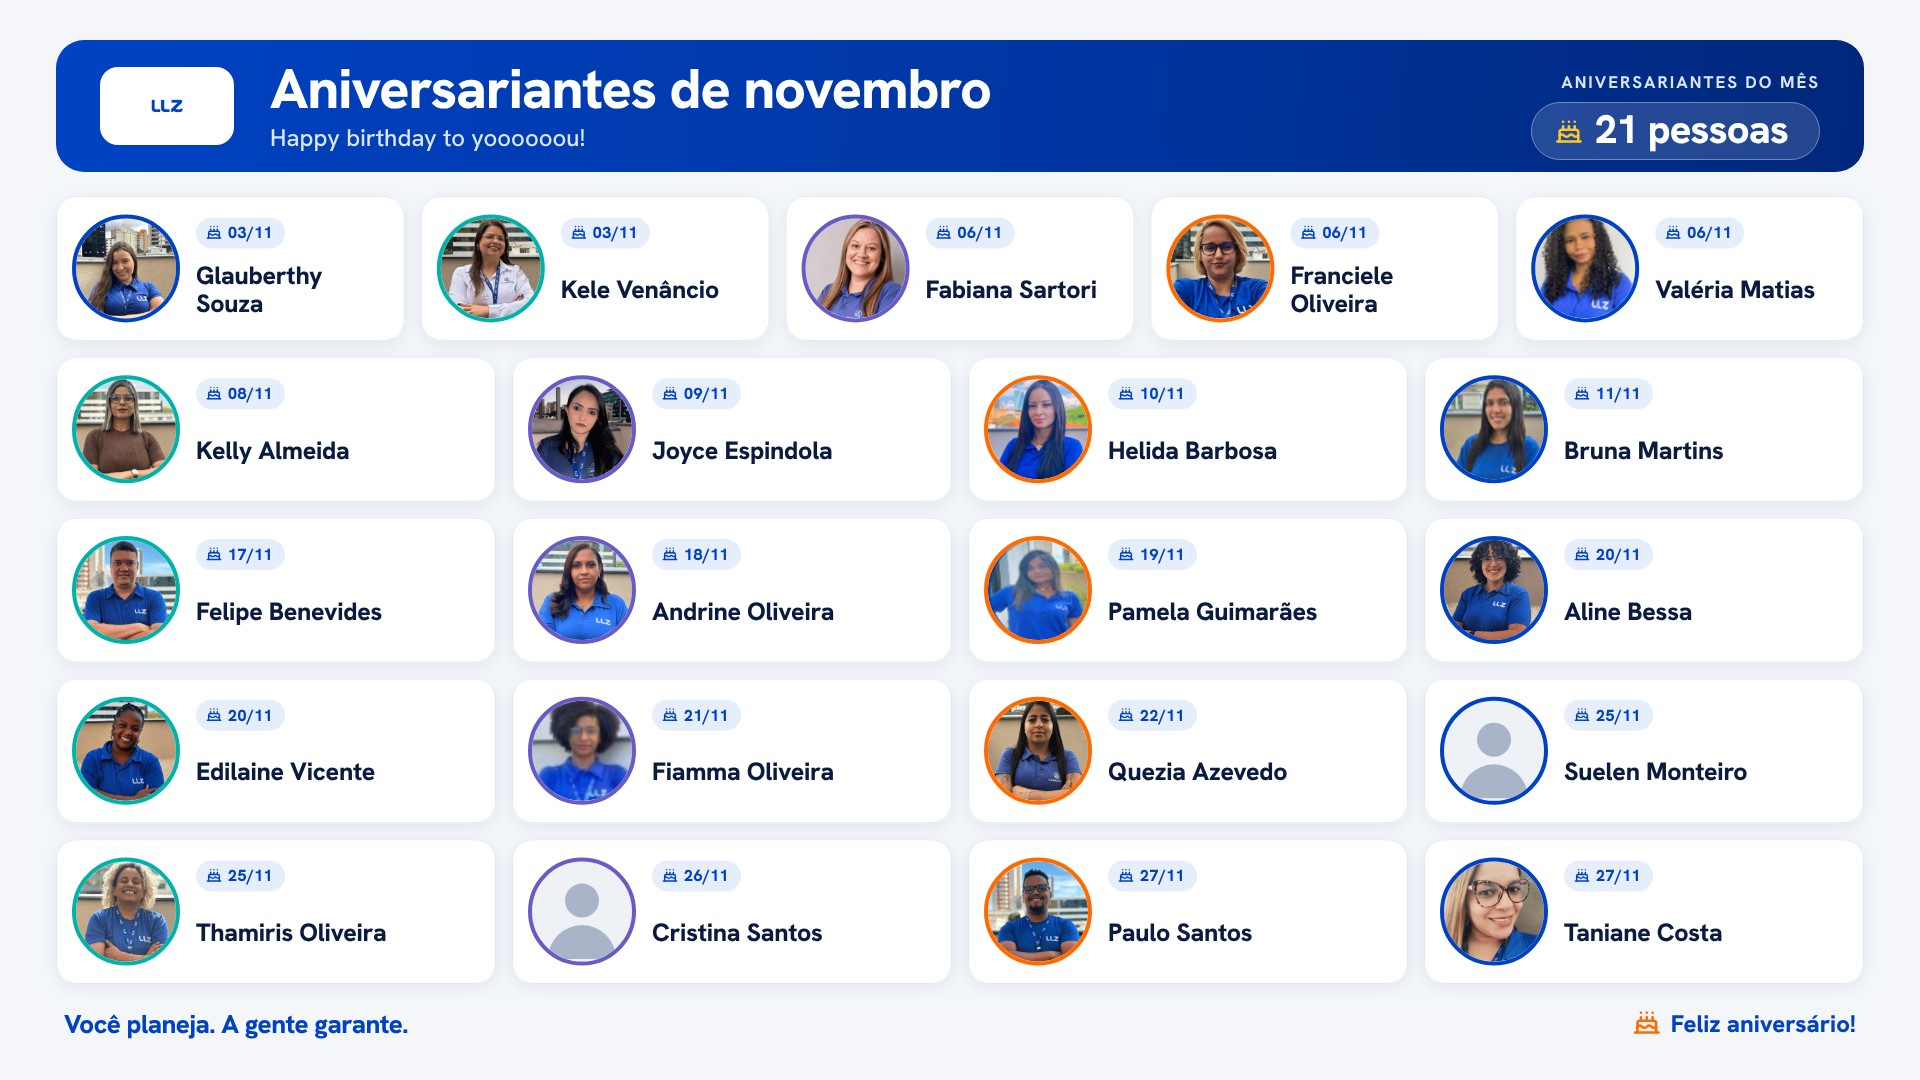 LLZ
Aniversariantes de novembro
Happy birthday to yoooooou!
ANIVERSARIANTES DO MÊS
21 pessoas
03/11
Glauberthy
Souza
03/11
Kele Venâncio
06/11
Fabiana Sartori
06/11
Franciele
Oliveira
06/11
Valéria Matias
08/11
Kelly Almeida
09/11
Joyce Espindola
10/11
Helida Barbosa
11/11
Bruna Martins
17/11
Felipe Benevides
18/11
Andrine Oliveira
19/11
Pamela Guimarães
20/11
Aline Bessa
20/11
Edilaine Vicente
21/11
Fiamma Oliveira
22/11
Quezia Azevedo
25/11
Suelen Monteiro
25/11
Thamiris Oliveira
26/11
Cristina Santos
27/11
Paulo Santos
27/11
Taniane Costa
Você planeja. A gente garante.
Feliz aniversário!